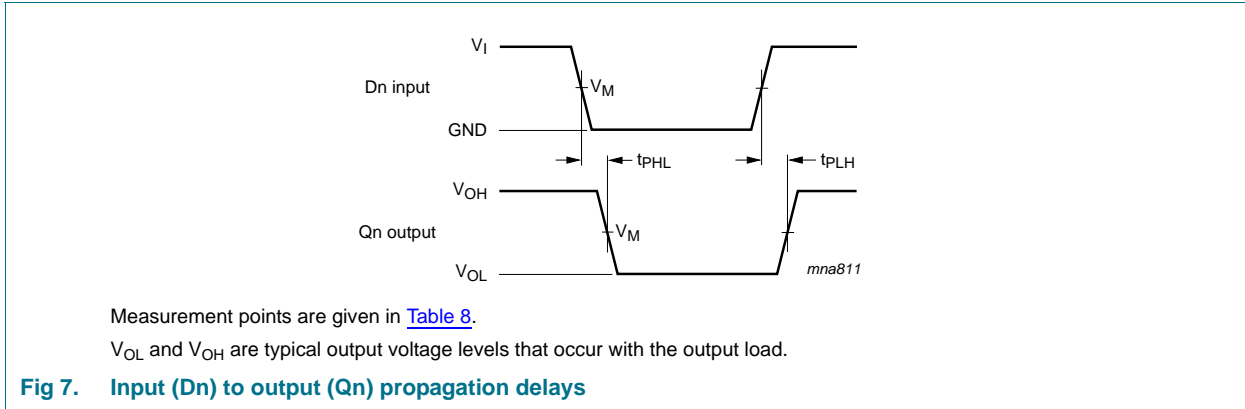 VI
Dn input
VM
GND
tPHL
tPLH
VOH
Qn output
VM
VOL
mna811
Measurement points are given in Table 8.
VOL and VOH are typical output voltage levels that occur with the output load.
Fig 7. Input (Dn) to output (Qn) propagation delays